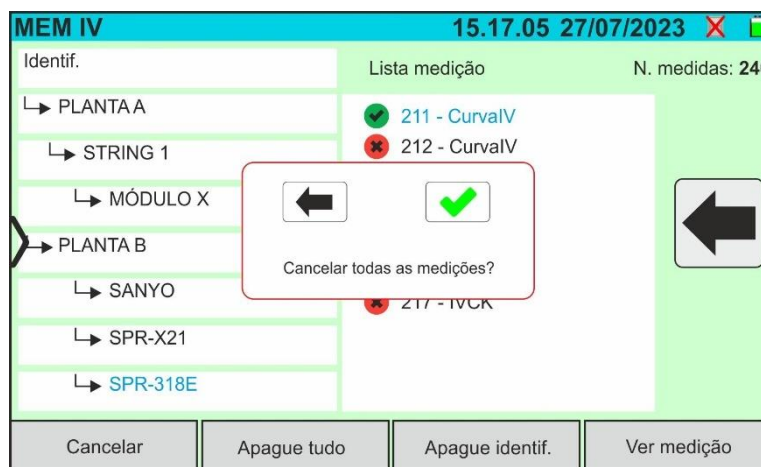 MEM IV 15.17.05 27/07/2023
Identif.
Lista medição N. medidas:
PLANTA A
211 - CurvaIV
STRING 1
212 - CurvaIV
MÓDULO X
PLANTA B
Cancelar todas as medições?
SANYO
217 - IVCK
SPR-X21
SPR-318E
Cancelar Apague tudo Apague identif. Ver medição